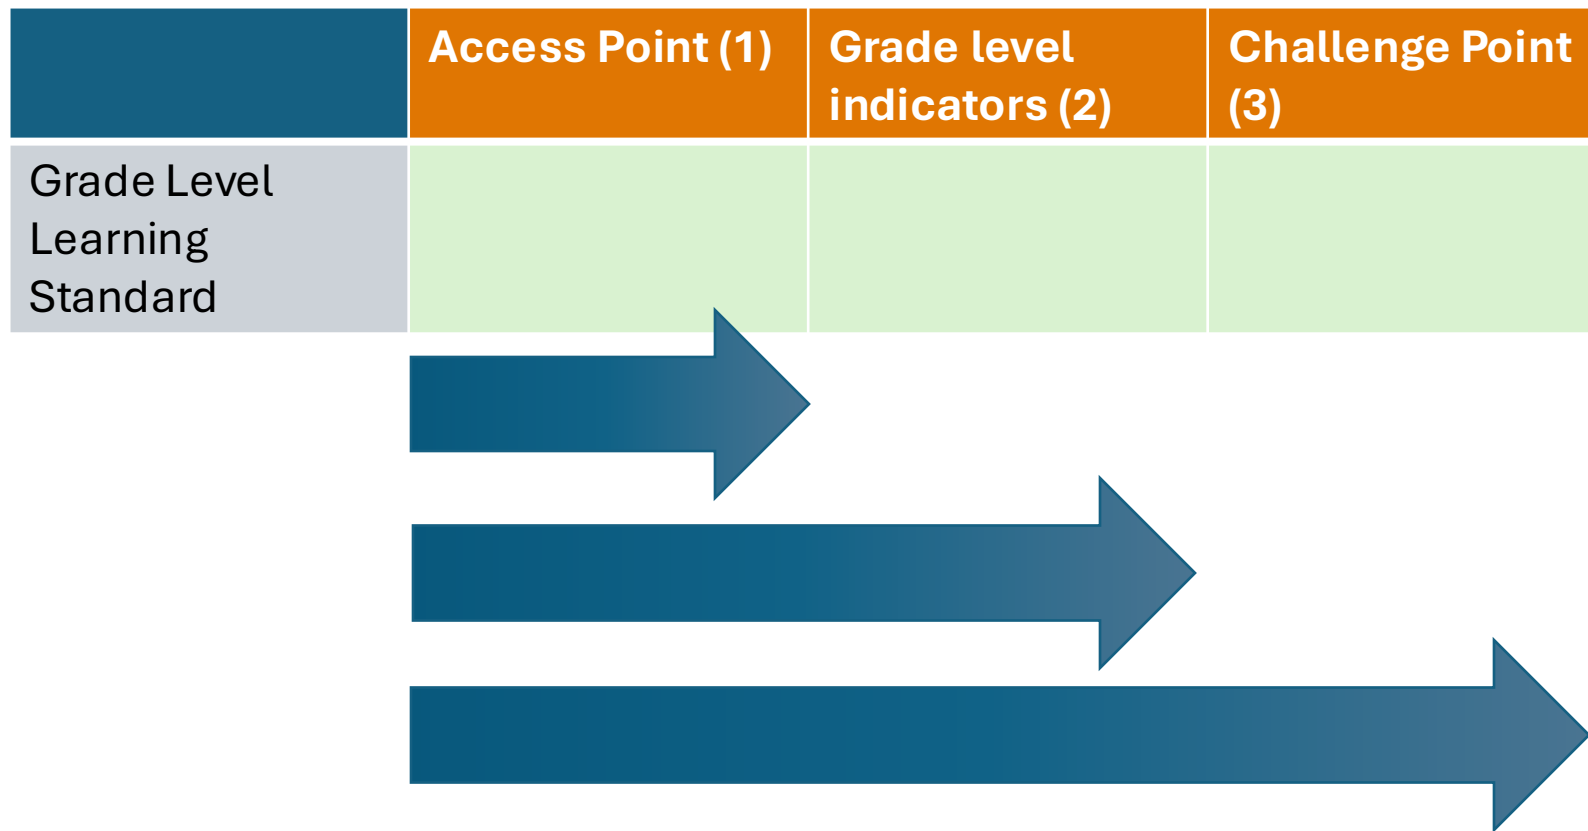 Access Point (1)
Grade level
indicators (2)
Challenge Point
(3)
Grade Level
Learning
Standard